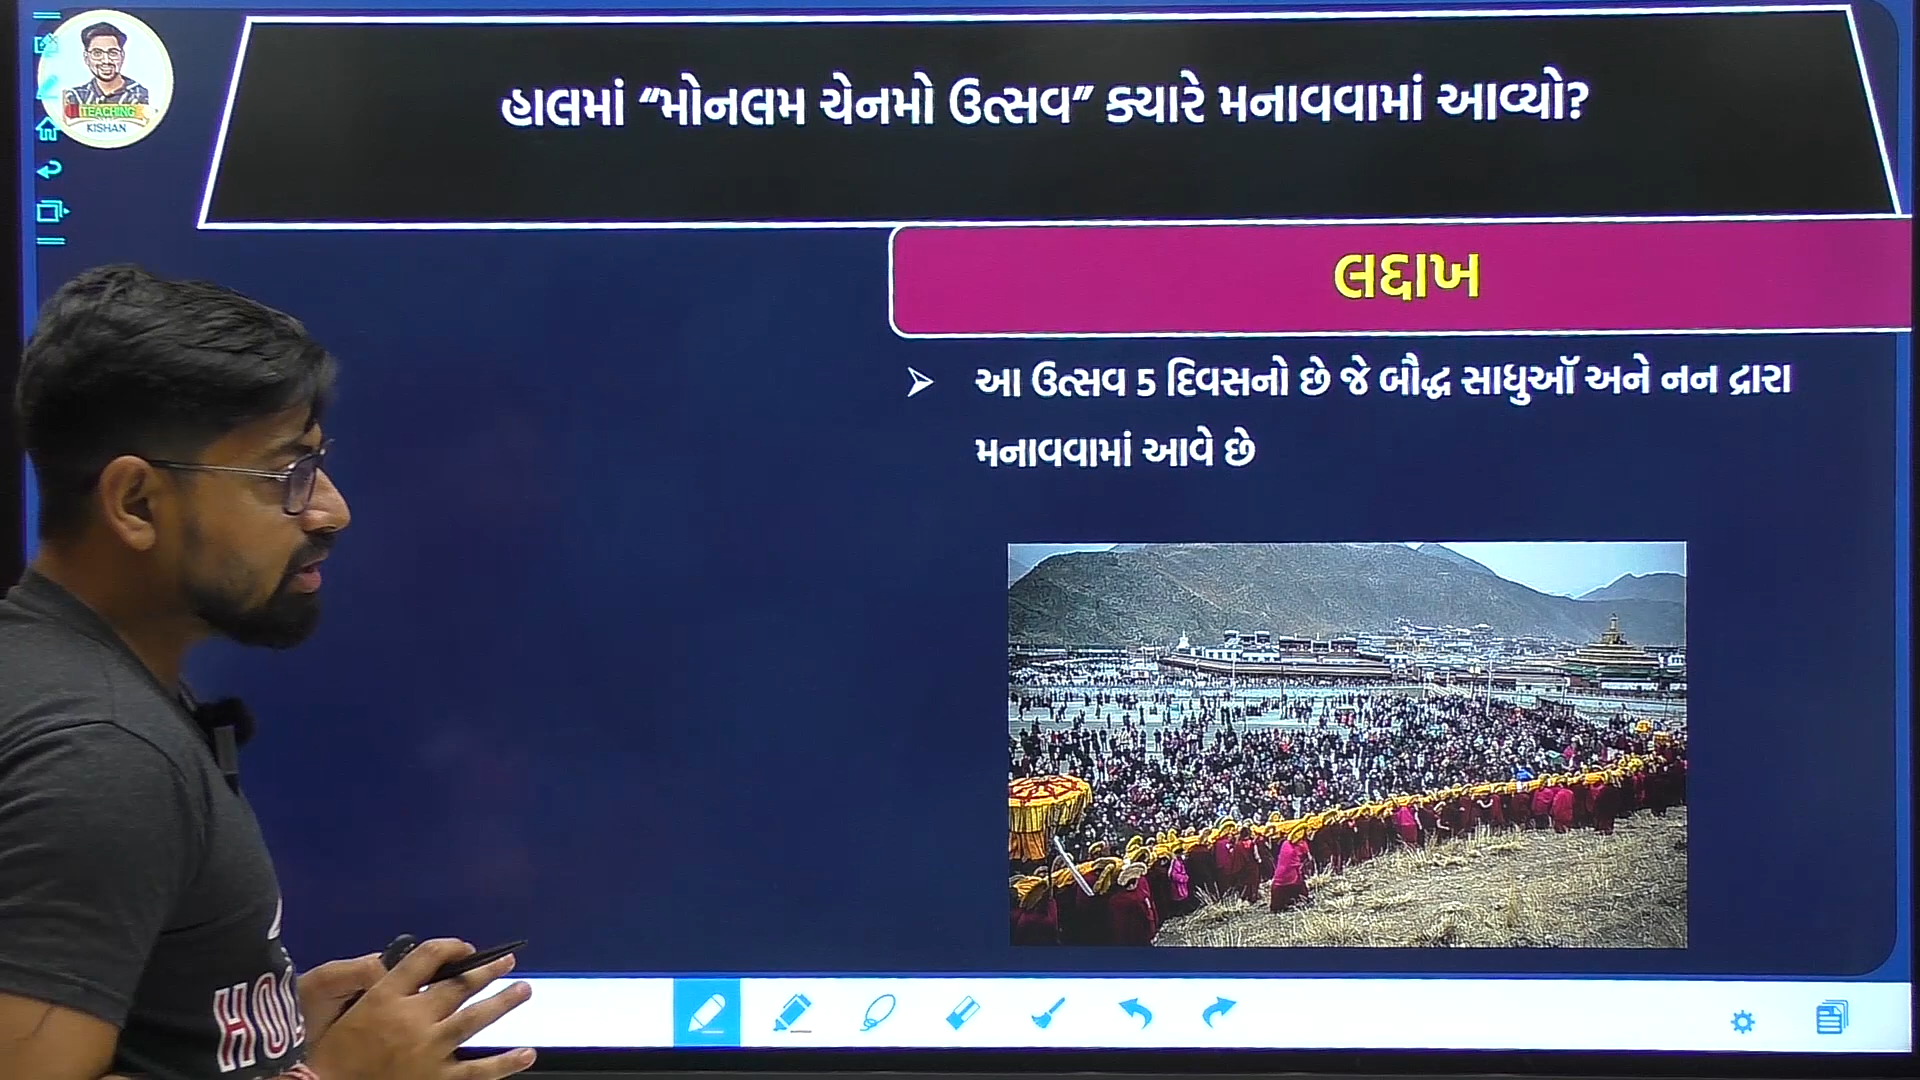 TEACHING
KISHAN
હાલમાં “મોનલમ ચેનમો ઉત્સવ” ક્યારે મનાવવામાં આવ્યો?
લદ્દાખ
➢ આ ઉત્સવ 5 દિવસનો છે જે બૌદ્ધ સાધુઑ અને નન દ્રારા
મનાવવામાં આવે છે